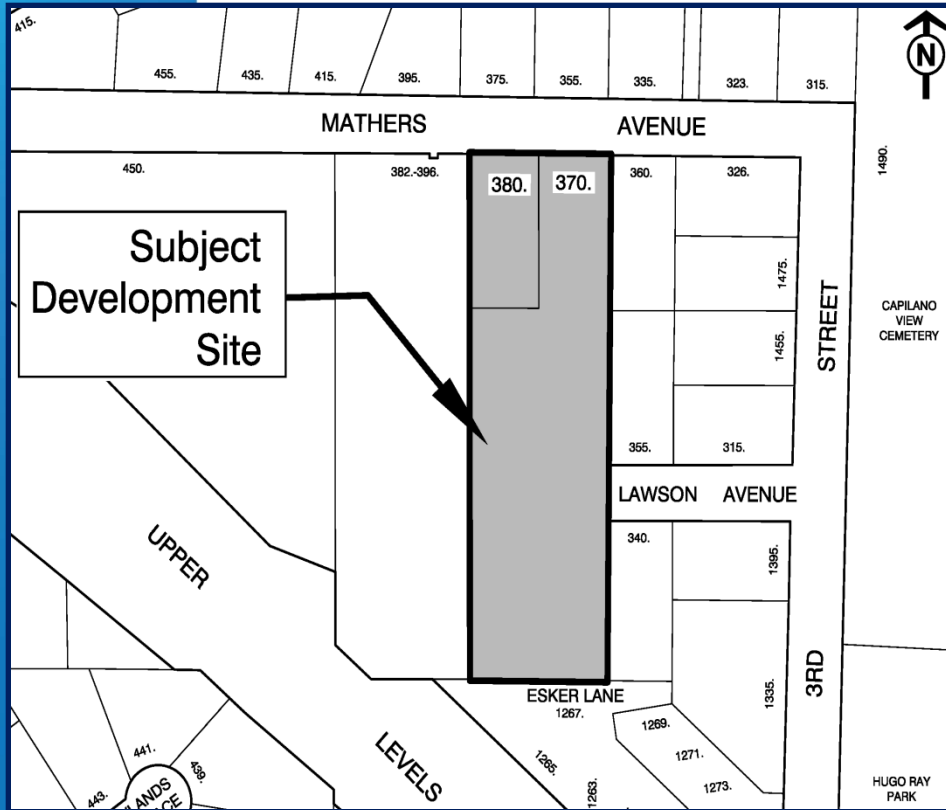 415.
455.
435.
415.
395.
375.
355.
335.
323.
315.
N
MATHERS AVENUE
450.
382.-396.
380.
370.
360.
326.
1490.
Subject
Development
Site
1475.
1455.
STREET
CAPILANO
VIEW
CEMETERY
355.
315.
LAWSON AVENUE
UPPER
340.
1395.
3RD
1335.
ESKER LANE
1267.
1269.
1271.
1273.
LEVELS
1265.
1263.
441.
439.
443.
HUGO RAY
PARK